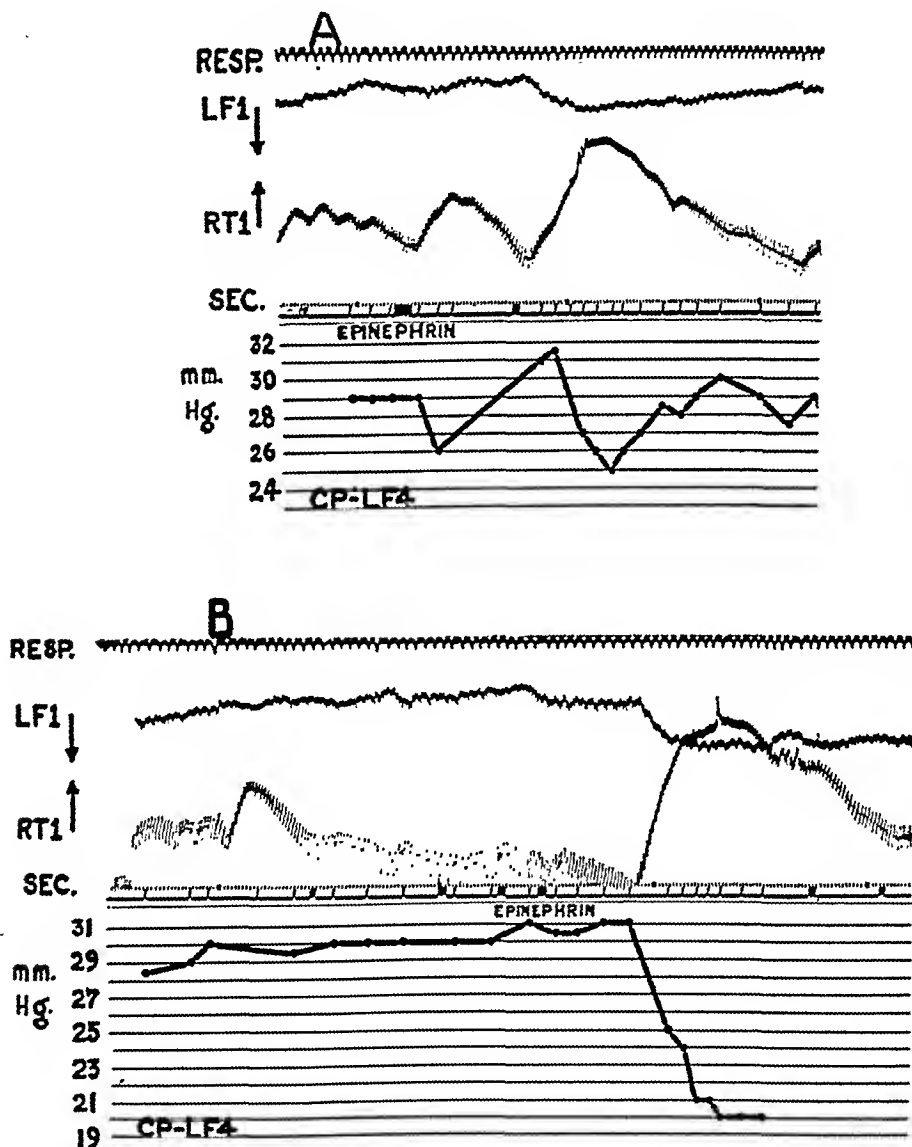 A
RESP.
LF1
RT1
SEC.
EPINEPHRIN
32
mm. 30
Hg. 28
26
24
CP-LF4
B
RESP.
LF1
RT1
SEC.
EPINEPHRIN
31
mm. 29
Hg. 27
25
23
21
19 CP-LF4